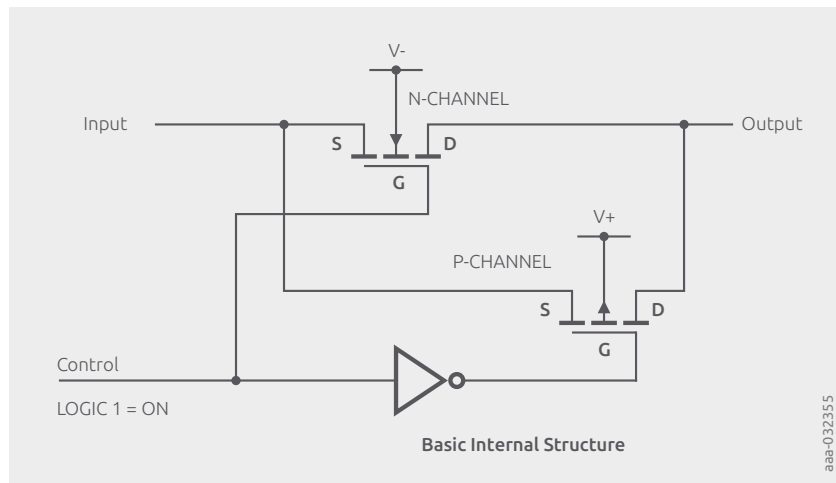 V-
N-CHANNEL
Input
Output
S
D
G
V+
P-CHANNEL
S
D
G
Control
LOGIC 1 = ON
Basic Internal Structure
aaa-032355